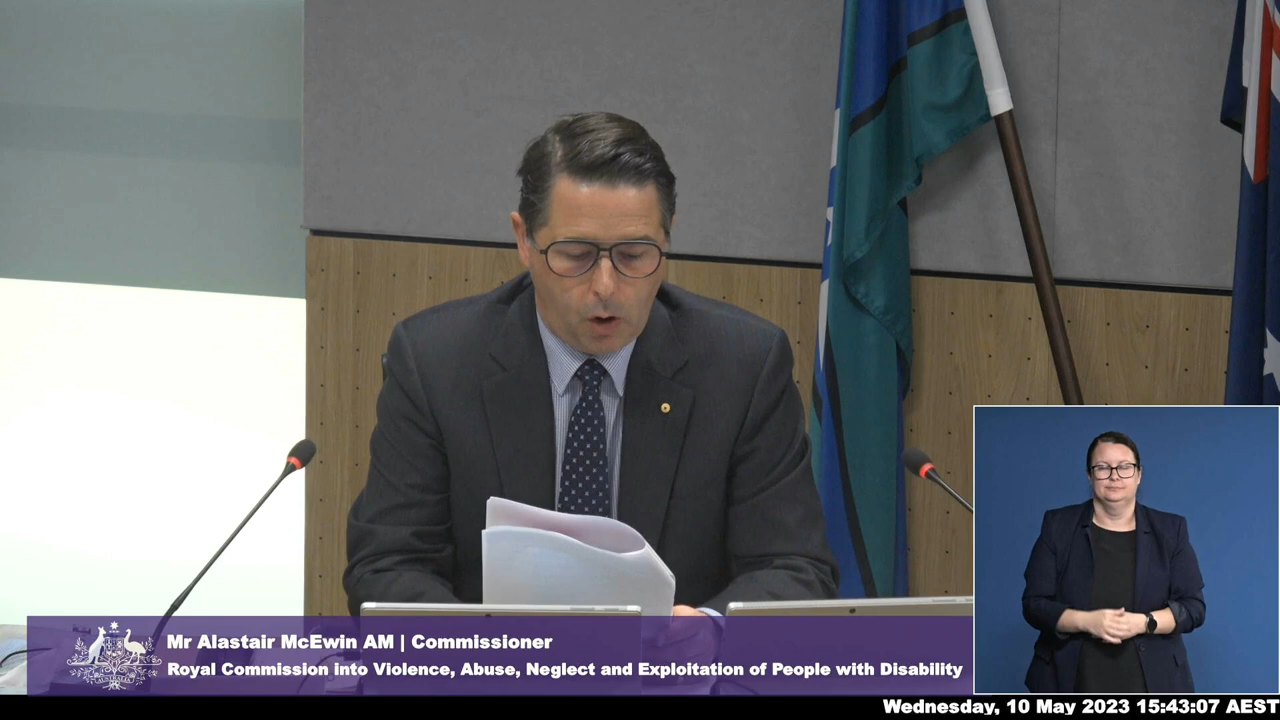 Mr Alastair McEwin AM | Commissioner
Royal Commission into Violence, Abuse, Neglect and Exploitation of People with Disability
Wednesday, 10 May 2023 15:43:07 AEST